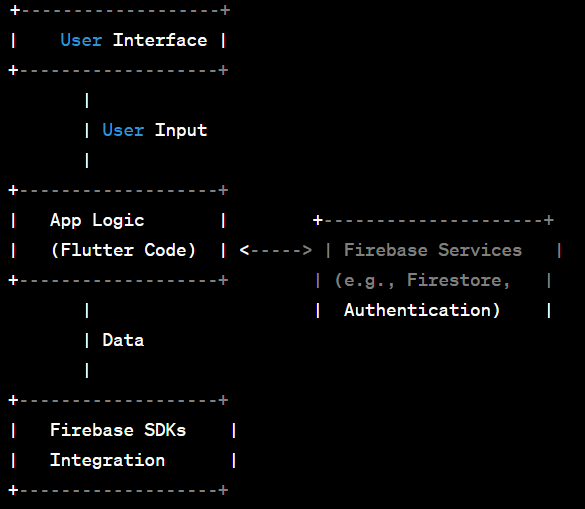 +-------------------+
|    User Interface |
+-------------------+
       |
       | User Input
       |
+-------------------+
|   App Logic       |        +---------------------+
|   (Flutter Code)  | <-----> | Firebase Services   |
+-------------------+        | (e.g., Firestore,   |
       |                     |  Authentication)    |
       | Data
       |
+-------------------+
|   Firebase SDKs    |
|   Integration      |
+-------------------+